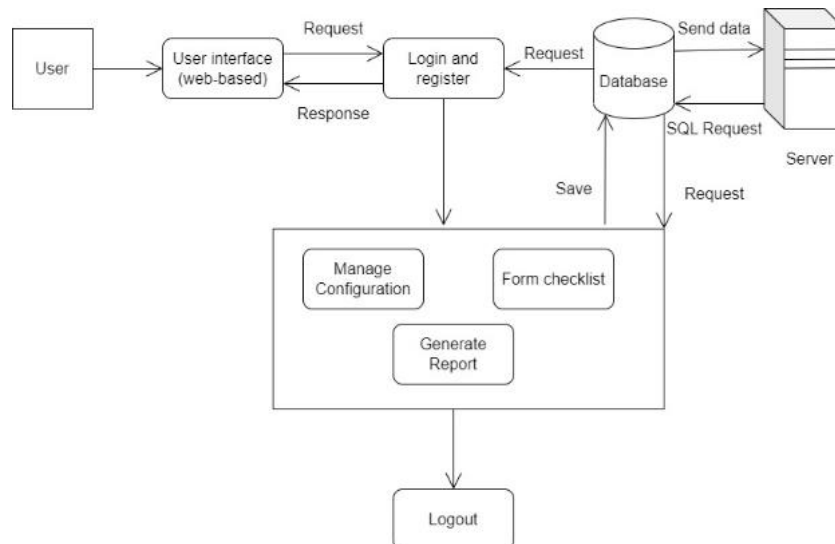 Request
Send data
User
User interface
(web-based)
Login and
register
Request
Database
Response
SQL Request
Server
Save
Request
Manage
Configuration
Form checklist
Generate
Report
Logout